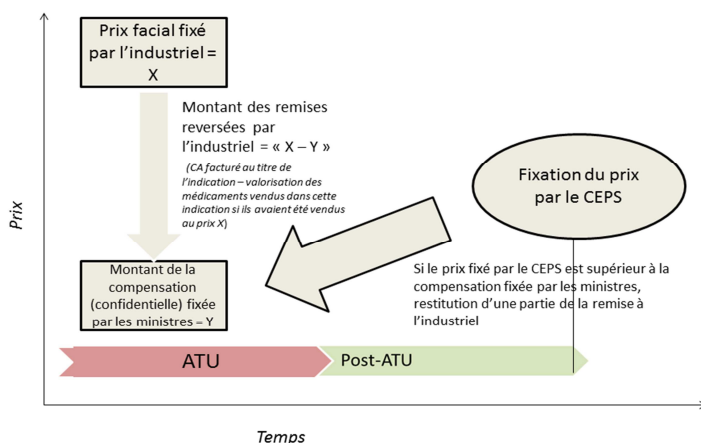 Prix facial fixé
par l'industriel =
X
Montant des remises
reversées par
l'industriel = « X – Y »
(CA facturé au titre de
l'indication – valorisation des
médicaments vendus dans cette
indication si ils avaient été vendus
au prix X)
Fixation du prix
par le CEPS
Prix
Montant de la
compensation
(confidentielle) fixée
par les ministres = Y
Si le prix fixé par le CEPS est supérieur à la
compensation fixée par les ministres,
restitution d'une partie de la remise à
l'industriel
ATU
Post-ATU
Temps